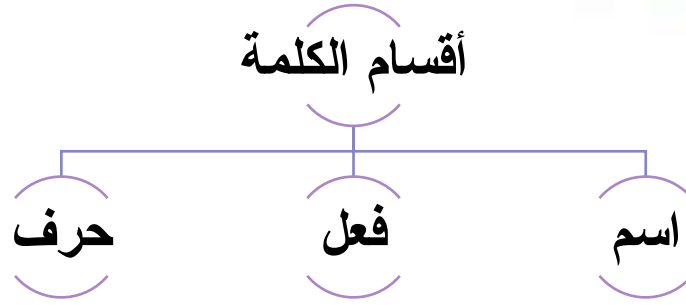 أقسام الكلمة
اسم
فعل
حرف